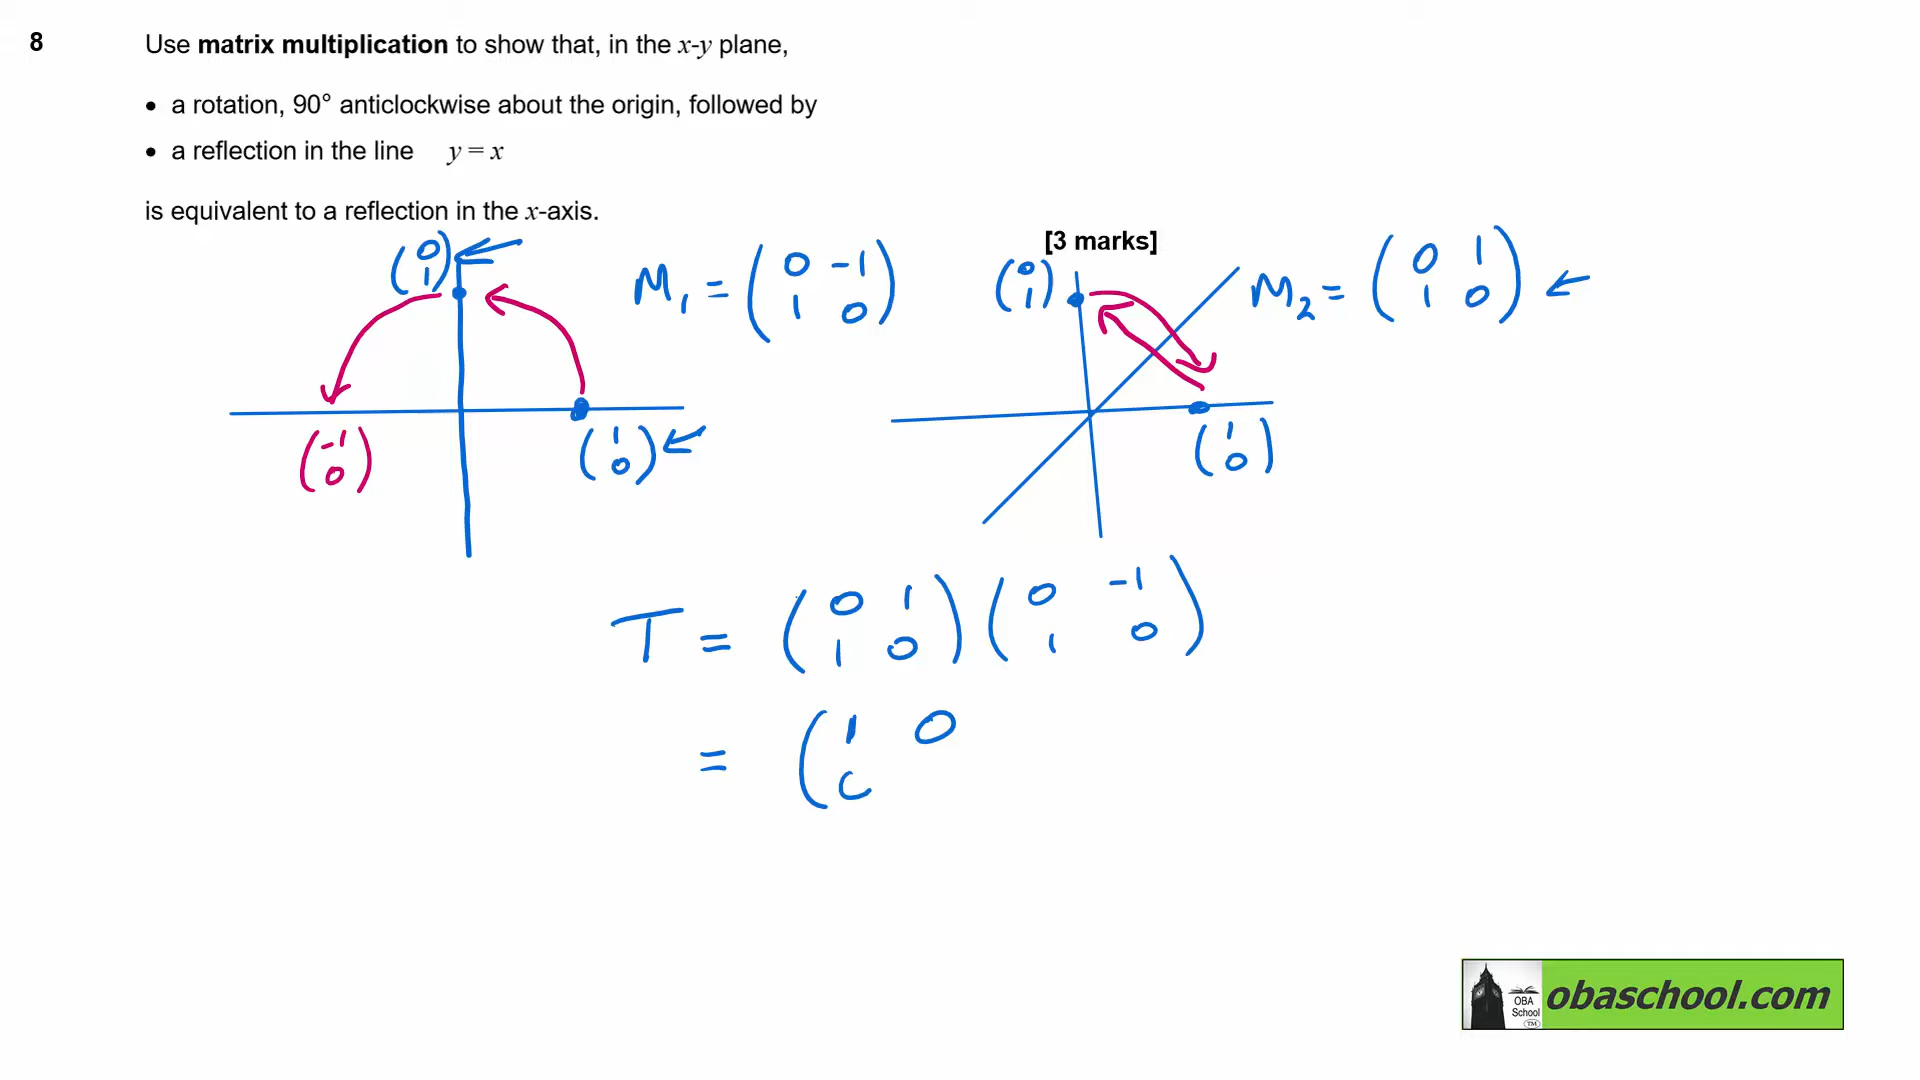 8 Use matrix multiplication to show that, in the x-y plane,
• a rotation, 90° anticlockwise about the origin, followed by
• a reflection in the line y = x
is equivalent to a reflection in the x-axis.
[3 marks]
(0 1)
M₁ = (0 -1 1 0)
(-1 0)
(1 0)
(0 1)
M₂ = (0 1 1 0)
(1 0)
T = (0 1 1 0)(0 -1 1 0)
= (1 0
OBA School TM
obaschool.com